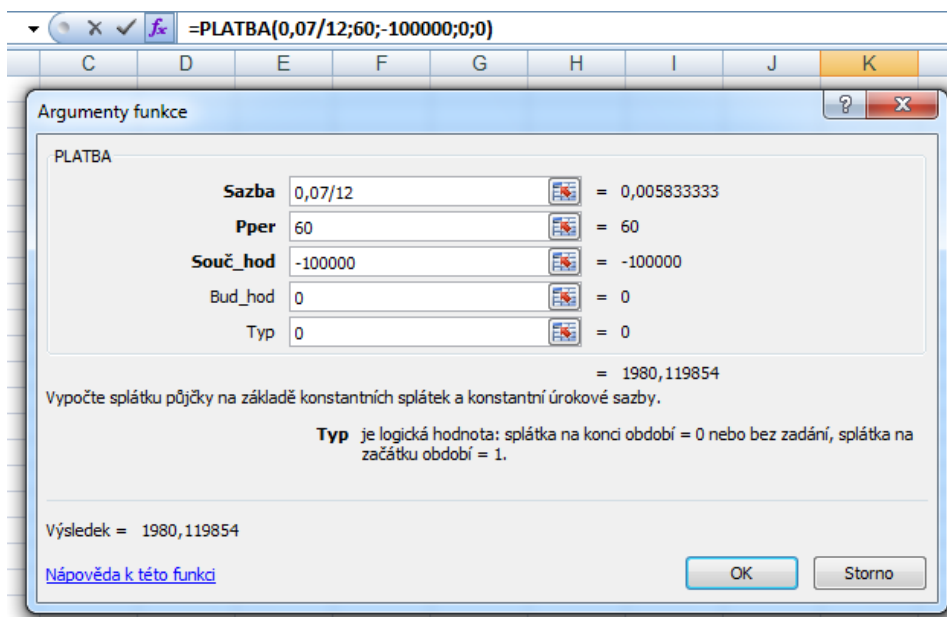 =PLATBA(0,07/12;60;-100000;0;0)
C D E F G H I J K
Argumenty funkce
PLATBA
Sazba 0,07/12 = 0,005833333
Pper 60 = 60
Souč_hod -100000 = -100000
Bud_hod 0 = 0
Typ 0 = 0
= 1980,119854
Vypočte splátku půjčky na základě konstantních splátek a konstantní úrokové sazby.
Typ je logická hodnota: splátka na konci období = 0 nebo bez zadání, splátka na
začátku období = 1.
Výsledek = 1980,119854
Nápověda k této funkci OK Storno